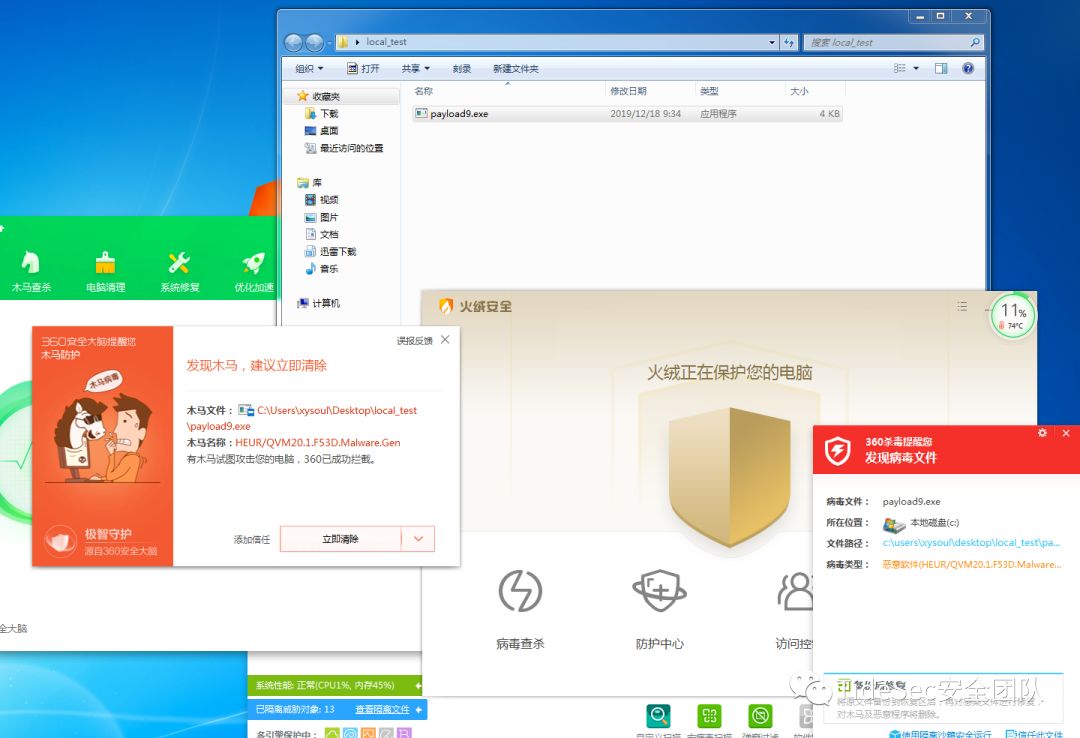 local_test
搜索 local_test
组织
打开
共享
刻录
新建文件夹
收藏夹
下载
桌面
最近访问的位置
库
视频
图片
文档
迅雷下载
音乐
计算机
名称 修改日期 类型 大小
payload9.exe 2019/12/18 9:34 应用程序 4 KB
木马查杀
电脑清理
系统修复
优化加速
火绒安全
11%
74℃
火绒正在保护您的电脑
病毒查杀
防护中心
访问控
360安全大脑提醒您
木马防护
木马病毒
极智守护
源自360安全大脑
误报反馈
发现木马，建议立即清除
木马文件： C:\Users\xysoul\Desktop\local_test
\payload9.exe
木马名称：HEUR/QVM20.1.F53D.Malware.Gen
有木马试图攻击您的电脑，360已成功拦截。
添加信任
立即清除
全大脑
360杀毒提醒您
发现病毒文件
病毒文件： payload9.exe
所在位置： 本地磁盘(c:)
文件路径： c:\users\xysoul\desktop\local_test\pa...
病毒类型： 恶意软件(HEUR/QVM20.1.F53D.Malware...
系统性能: 正常(CPU1%, 内存45%)
已隔离威胁对象: 13 查看隔离文件
多引擎保护中：
TideSec安全团队
对木马及恶意程序将删除。
使用隔离沙箱安全运行
信任此文件